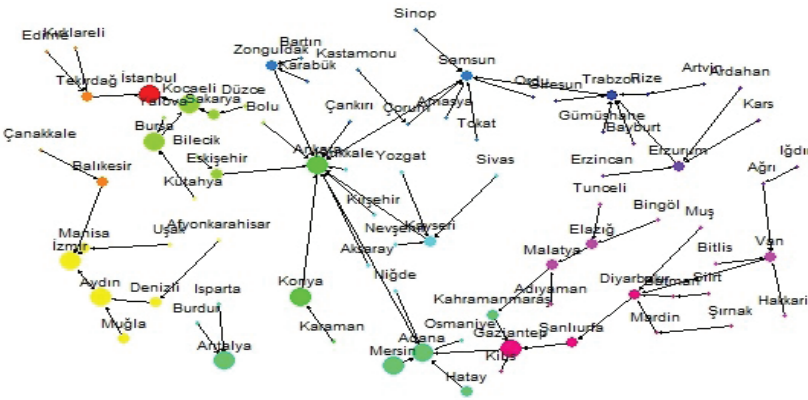 Sinop
Kırklareli
Edirne
Bartın
Zonguldak
Kastamonu
Karabük
Samsun
Tekirdağ
İstanbul
Kocaeli
Düzce
Yalova
Sakarya
Bolu
Çankırı
Çorum
Amasya
Ordu
Giresun
Trabzon
Rize
Artvin
Ardahan
Gümüşhane
Bayburt
Kars
Tokat
Çanakkale
Bursa
Bilecik
Ankara
Yozgat
Sivas
Erzincan
Erzurum
Iğdır
Balıkesir
Eskişehir
Kütahya
Ağrı
Tunceli
Kırşehir
Bingöl
Muş
Manisa
Uşak
Afyonkarahisar
Nevşehir
Kayseri
Elazığ
İzmir
Aksaray
Malatya
Bitlis
Van
Aydın
Denizli
Isparta
Konya
Niğde
Adıyaman
Diyarbakır
Batman
Siirt
Burdur
Kahramanmaraş
Hakkari
Muğla
Karaman
Osmaniye
Gaziantep
Şanlıurfa
Mardin
Şırnak
Antalya
Mersin
Adana
Kilis
Hatay